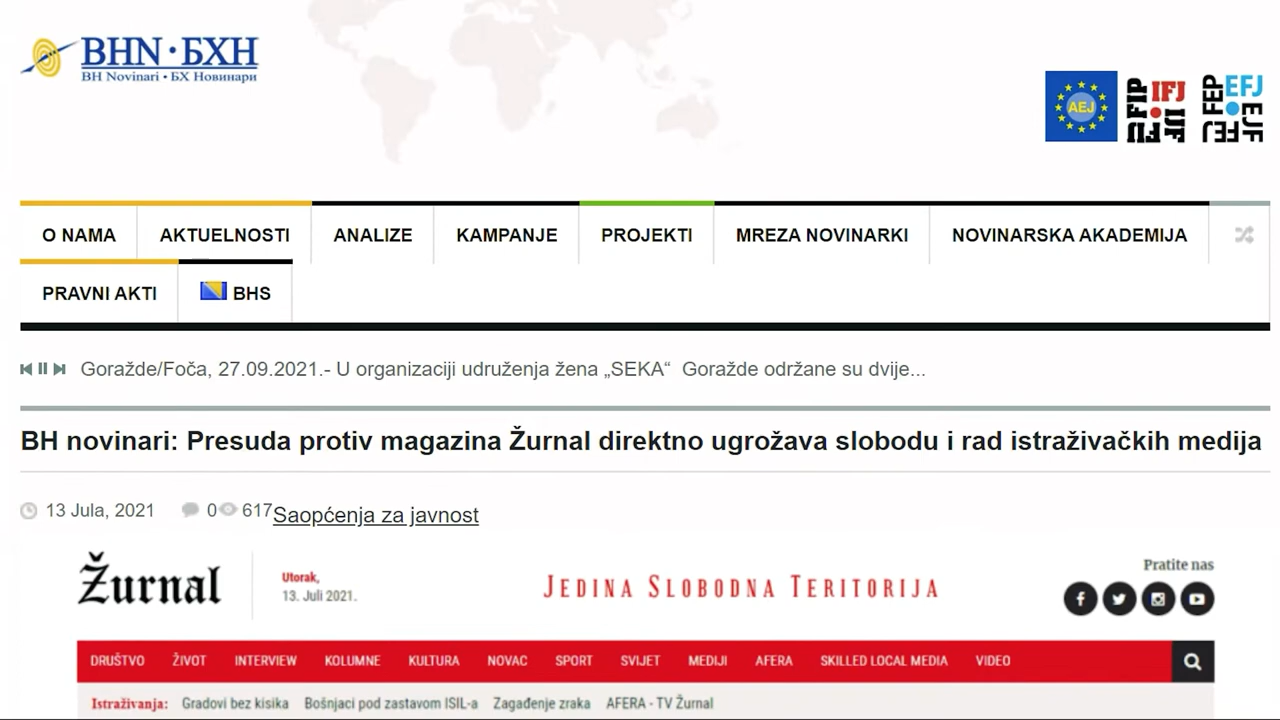 BHN • БХН
BH Novinari • БХ Новинари
AEJ
FIP IFJ
FEP EFJ
EJF
O NAMA AKTUELNOSTI ANALIZE KAMPANJE PROJEKTI MREZA NOVINARKI NOVINARSKA AKADEMIJA
PRAVNI AKTI BHS
Goražde/Foča, 27.09.2021.- U organizaciji udruženja žena „SEKA“ Goražde održane su dvije...
BH novinari: Presuda protiv magazina Žurnal direktno ugrožava slobodu i rad istraživačkih medija
13 Jula, 2021 0 617 Saopćenja za javnost
Pratite nas
Žurnal Utorak, JEDINA SLOBODNA TERITORIJA
13. Juli 2021.
DRUŠTVO ŽIVOT INTERVIEW KOLUMNE KULTURA NOVAC SPORT SVIJET MEDIJI AFERA SKILLED LOCAL MEDIA VIDEO
Istraživanja: Gradovi bez kisika Bošnjaci pod zastavom ISIL-a Zagađenje zraka AFERA - TV Žurnal